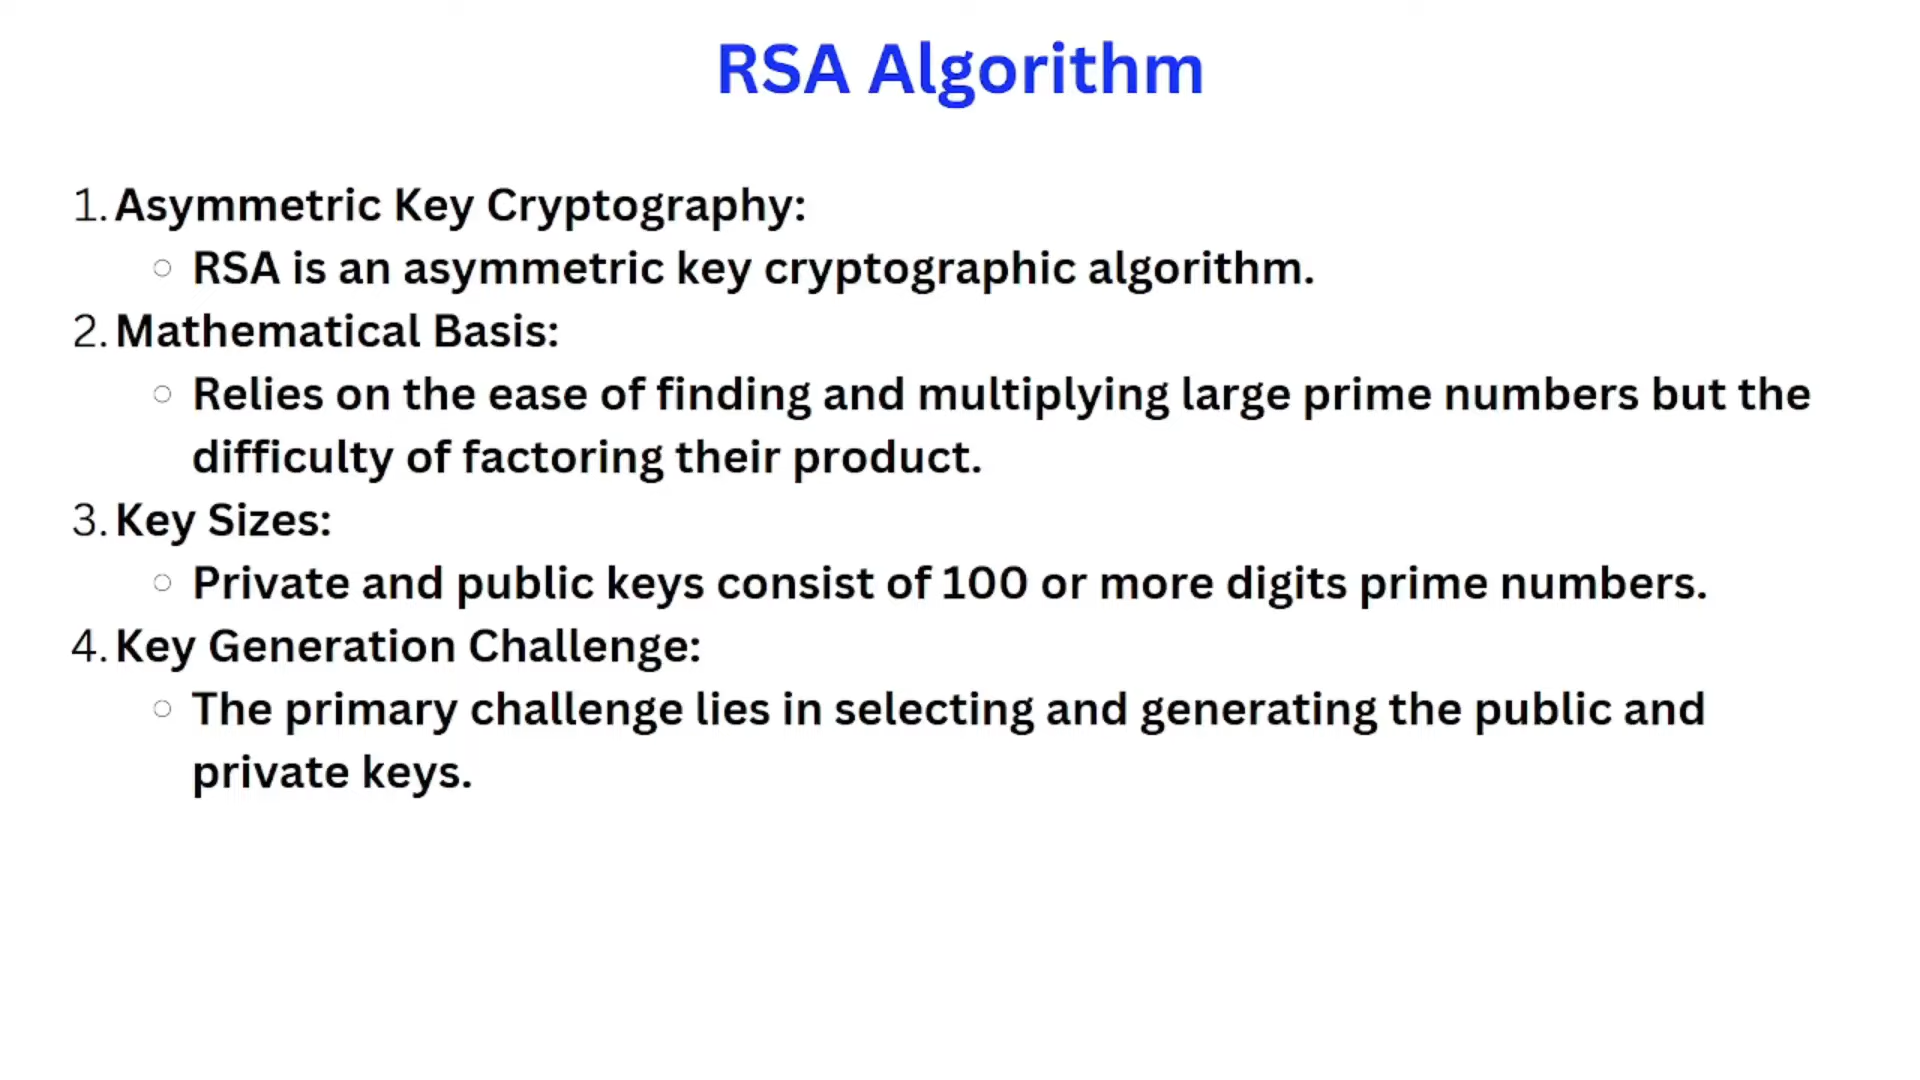 RSA Algorithm
1. Asymmetric Key Cryptography:
○ RSA is an asymmetric key cryptographic algorithm.
2. Mathematical Basis:
○ Relies on the ease of finding and multiplying large prime numbers but the
difficulty of factoring their product.
3. Key Sizes:
○ Private and public keys consist of 100 or more digits prime numbers.
4. Key Generation Challenge:
○ The primary challenge lies in selecting and generating the public and
private keys.